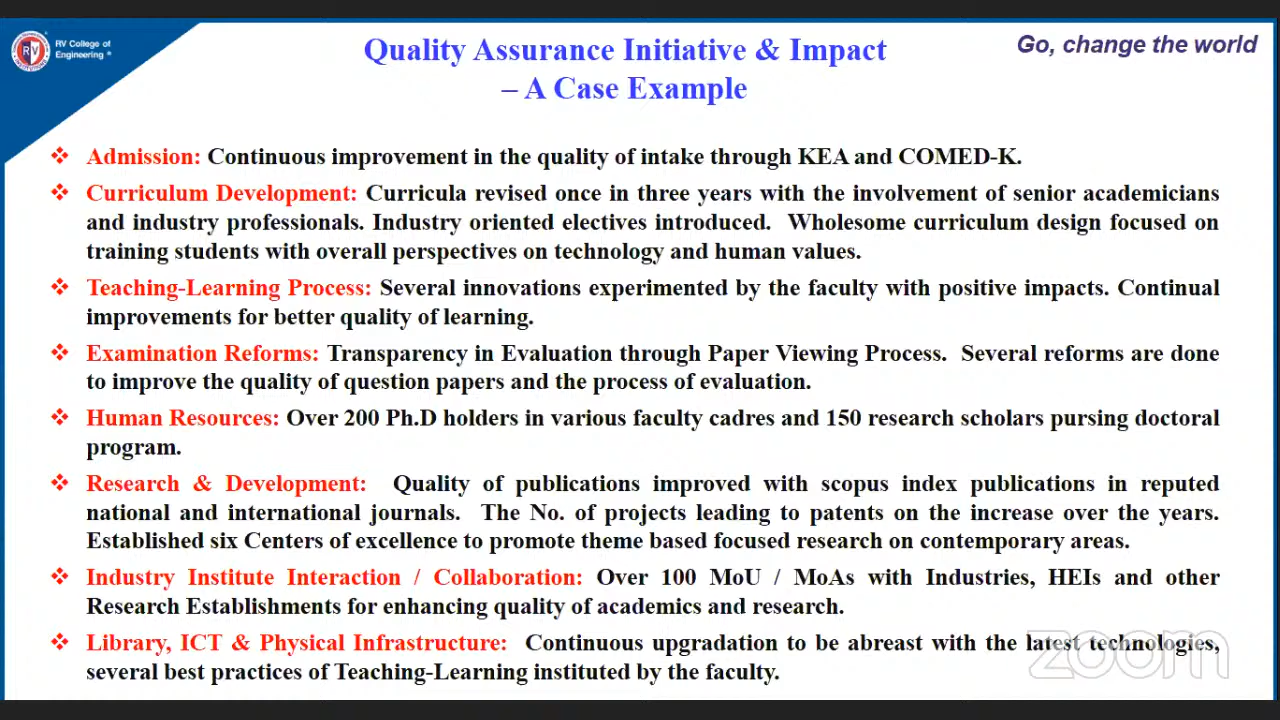 RV College of
Engineering
Go, change the world
Quality Assurance Initiative & Impact
– A Case Example
❖ Admission: Continuous improvement in the quality of intake through KEA and COMED-K.
❖ Curriculum Development: Curricula revised once in three years with the involvement of senior academicians
and industry professionals. Industry oriented electives introduced. Wholesome curriculum design focused on
training students with overall perspectives on technology and human values.
❖ Teaching-Learning Process: Several innovations experimented by the faculty with positive impacts. Continual
improvements for better quality of learning.
❖ Examination Reforms: Transparency in Evaluation through Paper Viewing Process. Several reforms are done
to improve the quality of question papers and the process of evaluation.
❖ Human Resources: Over 200 Ph.D holders in various faculty cadres and 150 research scholars pursing doctoral
program.
❖ Research & Development: Quality of publications improved with scopus index publications in reputed
national and international journals. The No. of projects leading to patents on the increase over the years.
Established six Centers of excellence to promote theme based focused research on contemporary areas.
❖ Industry Institute Interaction / Collaboration: Over 100 MoU / MoAs with Industries, HEIs and other
Research Establishments for enhancing quality of academics and research.
❖ Library, ICT & Physical Infrastructure: Continuous upgradation to be abreast with the latest technologies,
several best practices of Teaching-Learning instituted by the faculty.
zoom